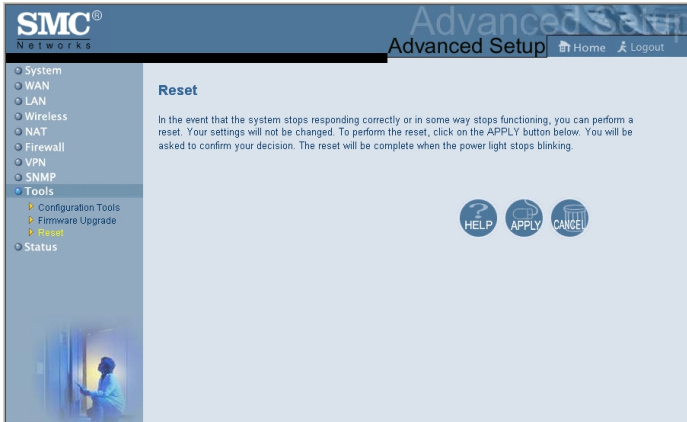 SMC®
Networks
Advanced Setup
Advanced Setup
Home
Logout
System
WAN
LAN
Wireless
NAT
Firewall
VPN
SNMP
Tools
Configuration Tools
Firmware Upgrade
Reset
Status
Reset
In the event that the system stops responding correctly or in some way stops functioning, you can perform a
reset. Your settings will not be changed. To perform the reset, click on the APPLY button below. You will be
asked to confirm your decision. The reset will be complete when the power light stops blinking.
HELP
APPLY
CANCEL